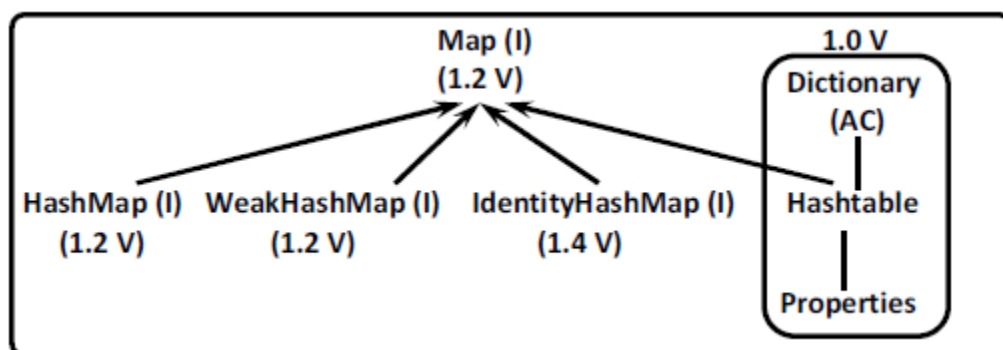 Map (I)
(1.2 V)
1.0 V
Dictionary
(AC)
HashMap (I)
(1.2 V)
WeakHashMap (I)
(1.2 V)
IdentityHashMap (I)
(1.4 V)
Hashtable
Properties